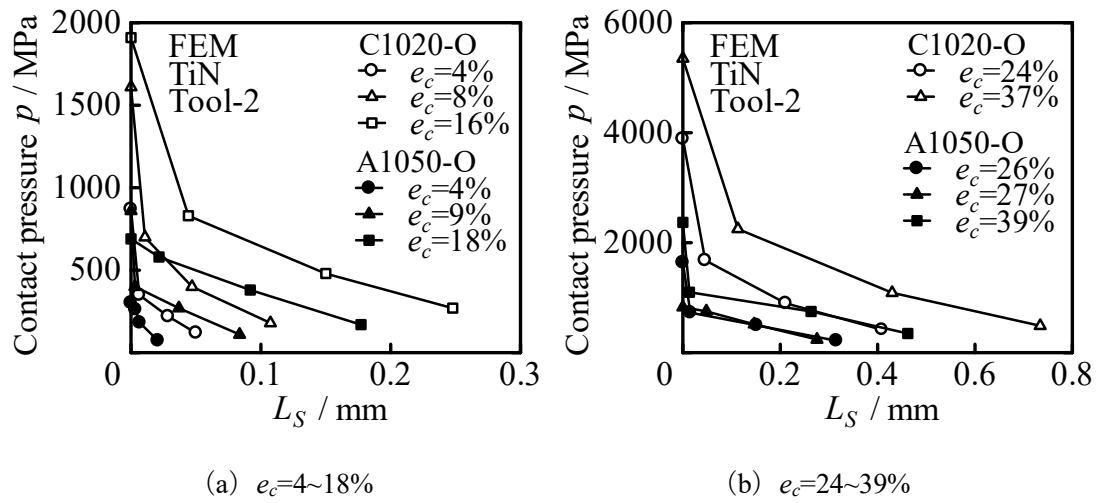 2000
1500
1000
500
0
0.1
0.2
0.3
Contact pressure p / MPa
L_S / mm
FEM
TiN
Tool-2
C1020-O
e_c=4%
e_c=8%
e_c=16%
A1050-O
e_c=4%
e_c=9%
e_c=18%
(a) e_c=4~18%
6000
4000
2000
0
0.2
0.4
0.6
0.8
Contact pressure p / MPa
L_S / mm
FEM
TiN
Tool-2
C1020-O
e_c=24%
e_c=37%
A1050-O
e_c=26%
e_c=27%
e_c=39%
(b) e_c=24~39%